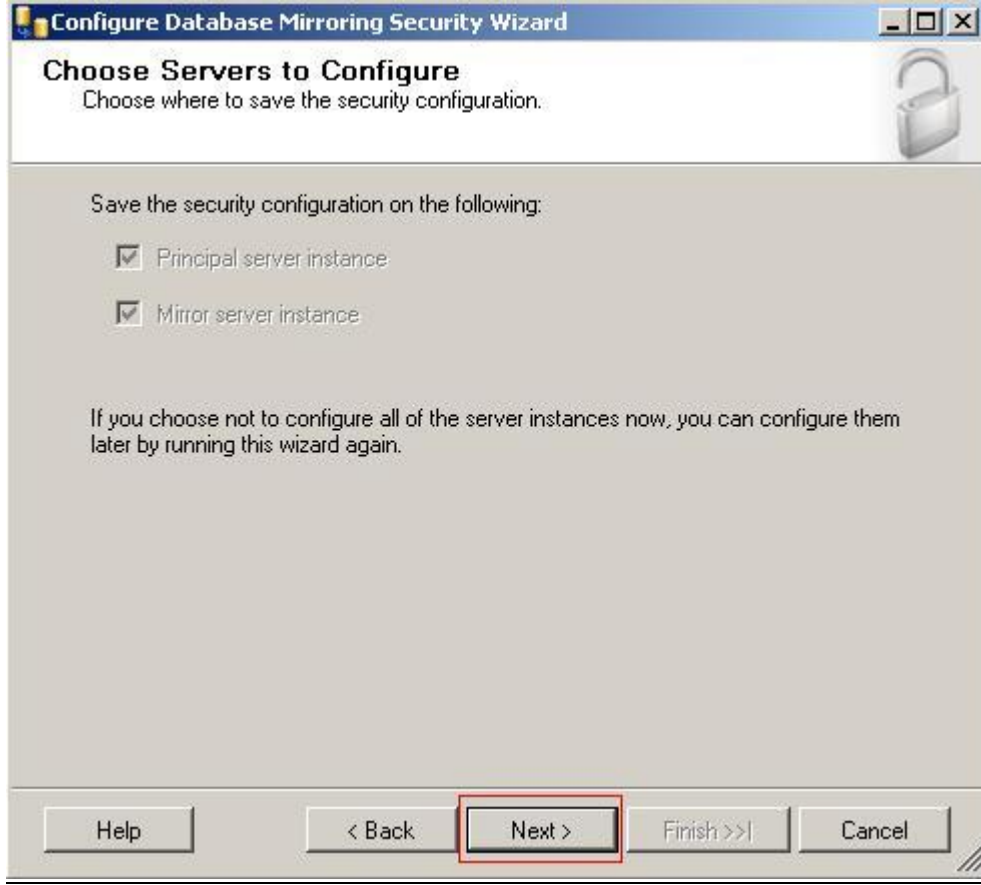 Configure Database Mirroring Security Wizard
Choose Servers to Configure
Choose where to save the security configuration.
Save the security configuration on the following:
Principal server instance
Mirror server instance
If you choose not to configure all of the server instances now, you can configure them
later by running this wizard again.
Help
< Back
Next >
Finish >>|
Cancel